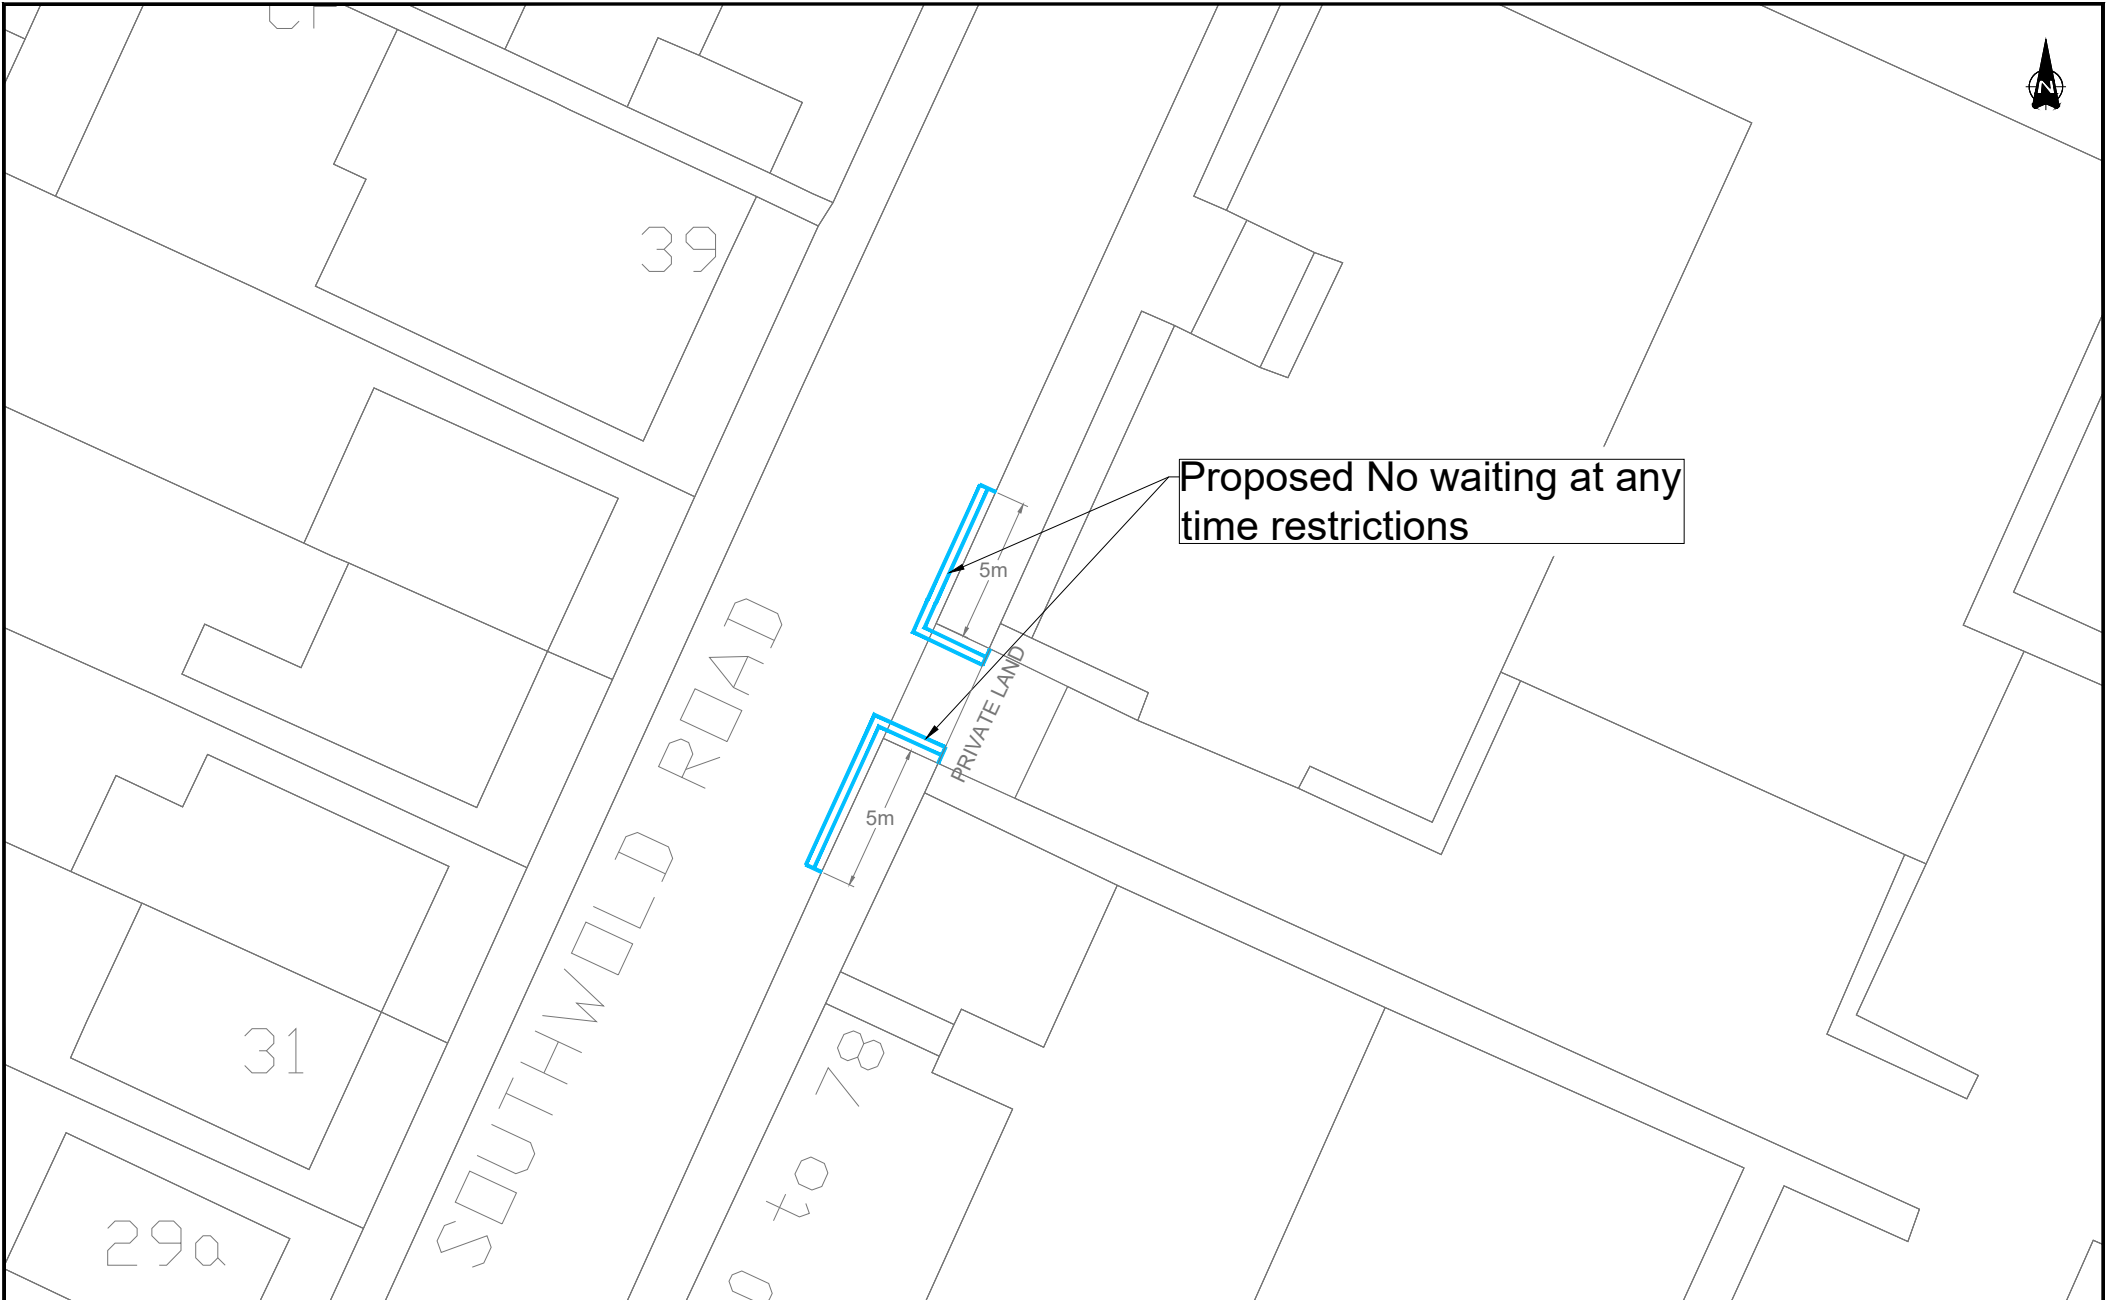 N
39
Proposed No waiting at any
time restrictions
5m
PRIVATE LAND
5m
SOUTHWOLD ROAD
31
to 78
29a